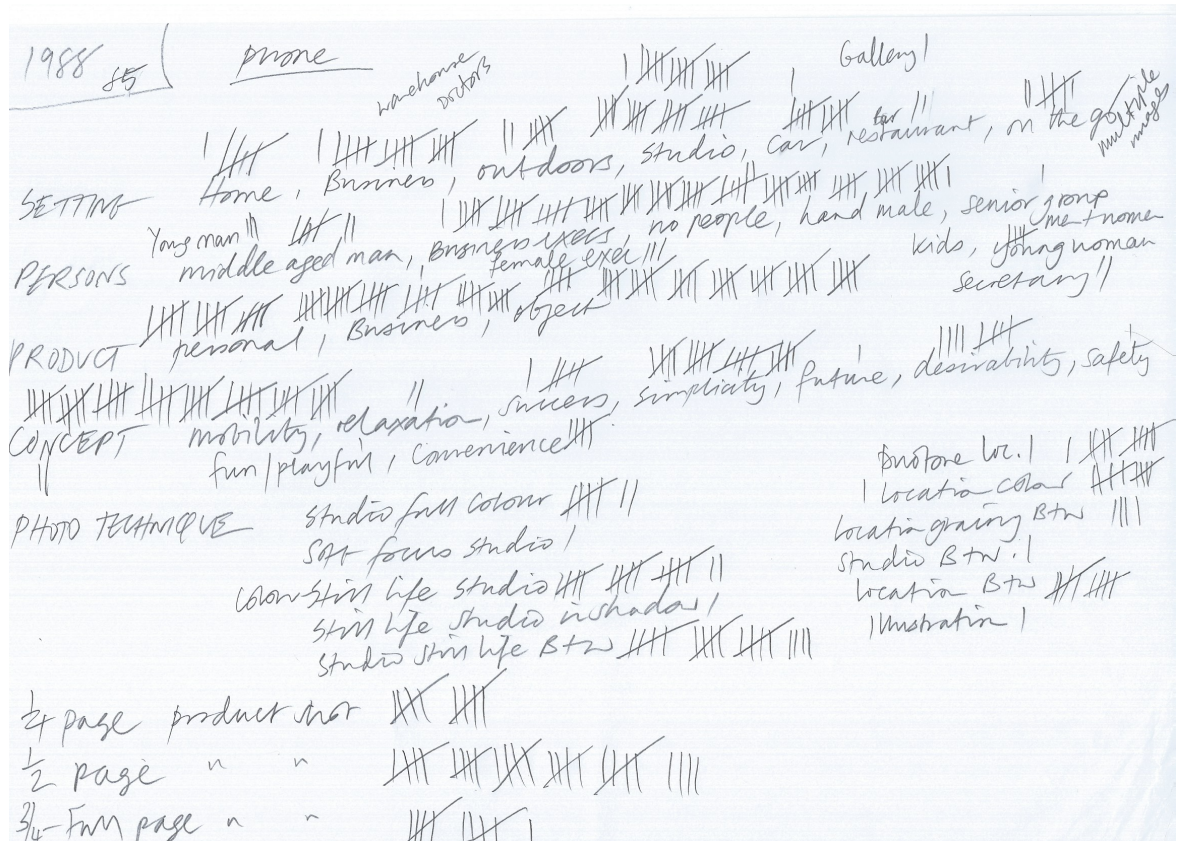 1988 85 phone
warehouse
Doctors
Gallery |
SETTING Home, Business, outdoors, Studio, Car, restaurant, on the go
bar ||
multiple images
PERSONS Young man |||
middle aged man, Business execs, no people, hand male, senior group
men + women
female exec |||
kids, young woman
secretary ||
PRODUCT personal, Business, object
CONCEPT mobility, relaxation, success, simplicity, future, desirability, safety
fun/playful, Convenience
PHOTO TECHNIQUE Studio full colour
Soft focus studio |
Colour Still life studio
Still life studio in shadow |
Studio still life B+W
Duotone loc. |
| Location colour
Location grainy B+W ||||
Studio B+W. |
Location B+W
Illustration |
1/4 page product shot
1/2 page " "
3/4 - Full page " "